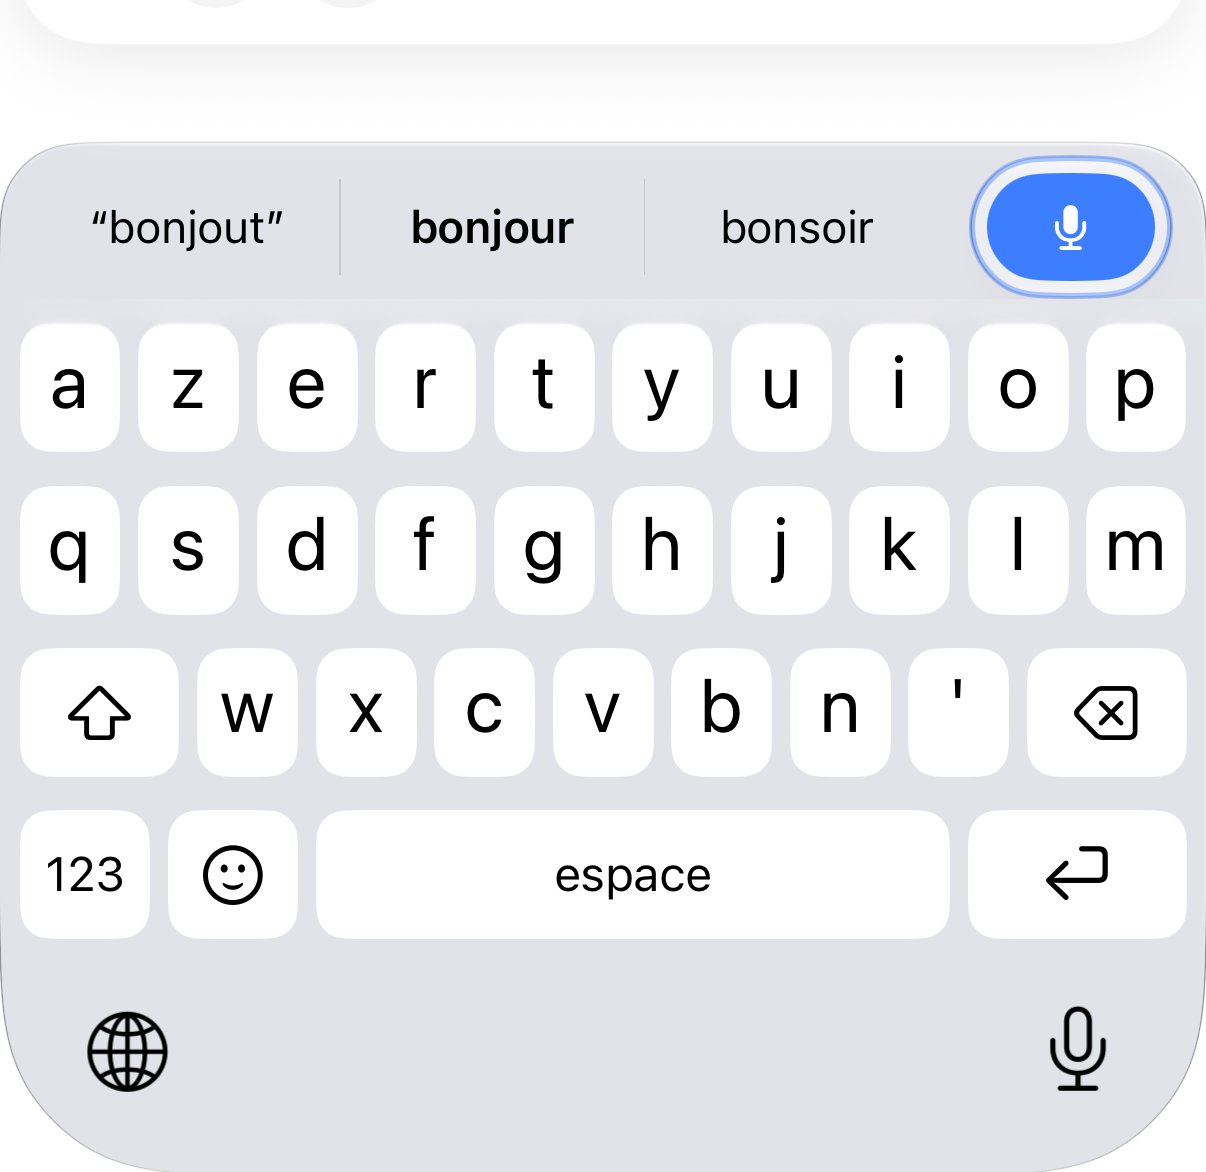 “bonjout” bonjour bonsoir
a z e r t y u i o p
q s d f g h j k l m
w x c v b n '
123 espace